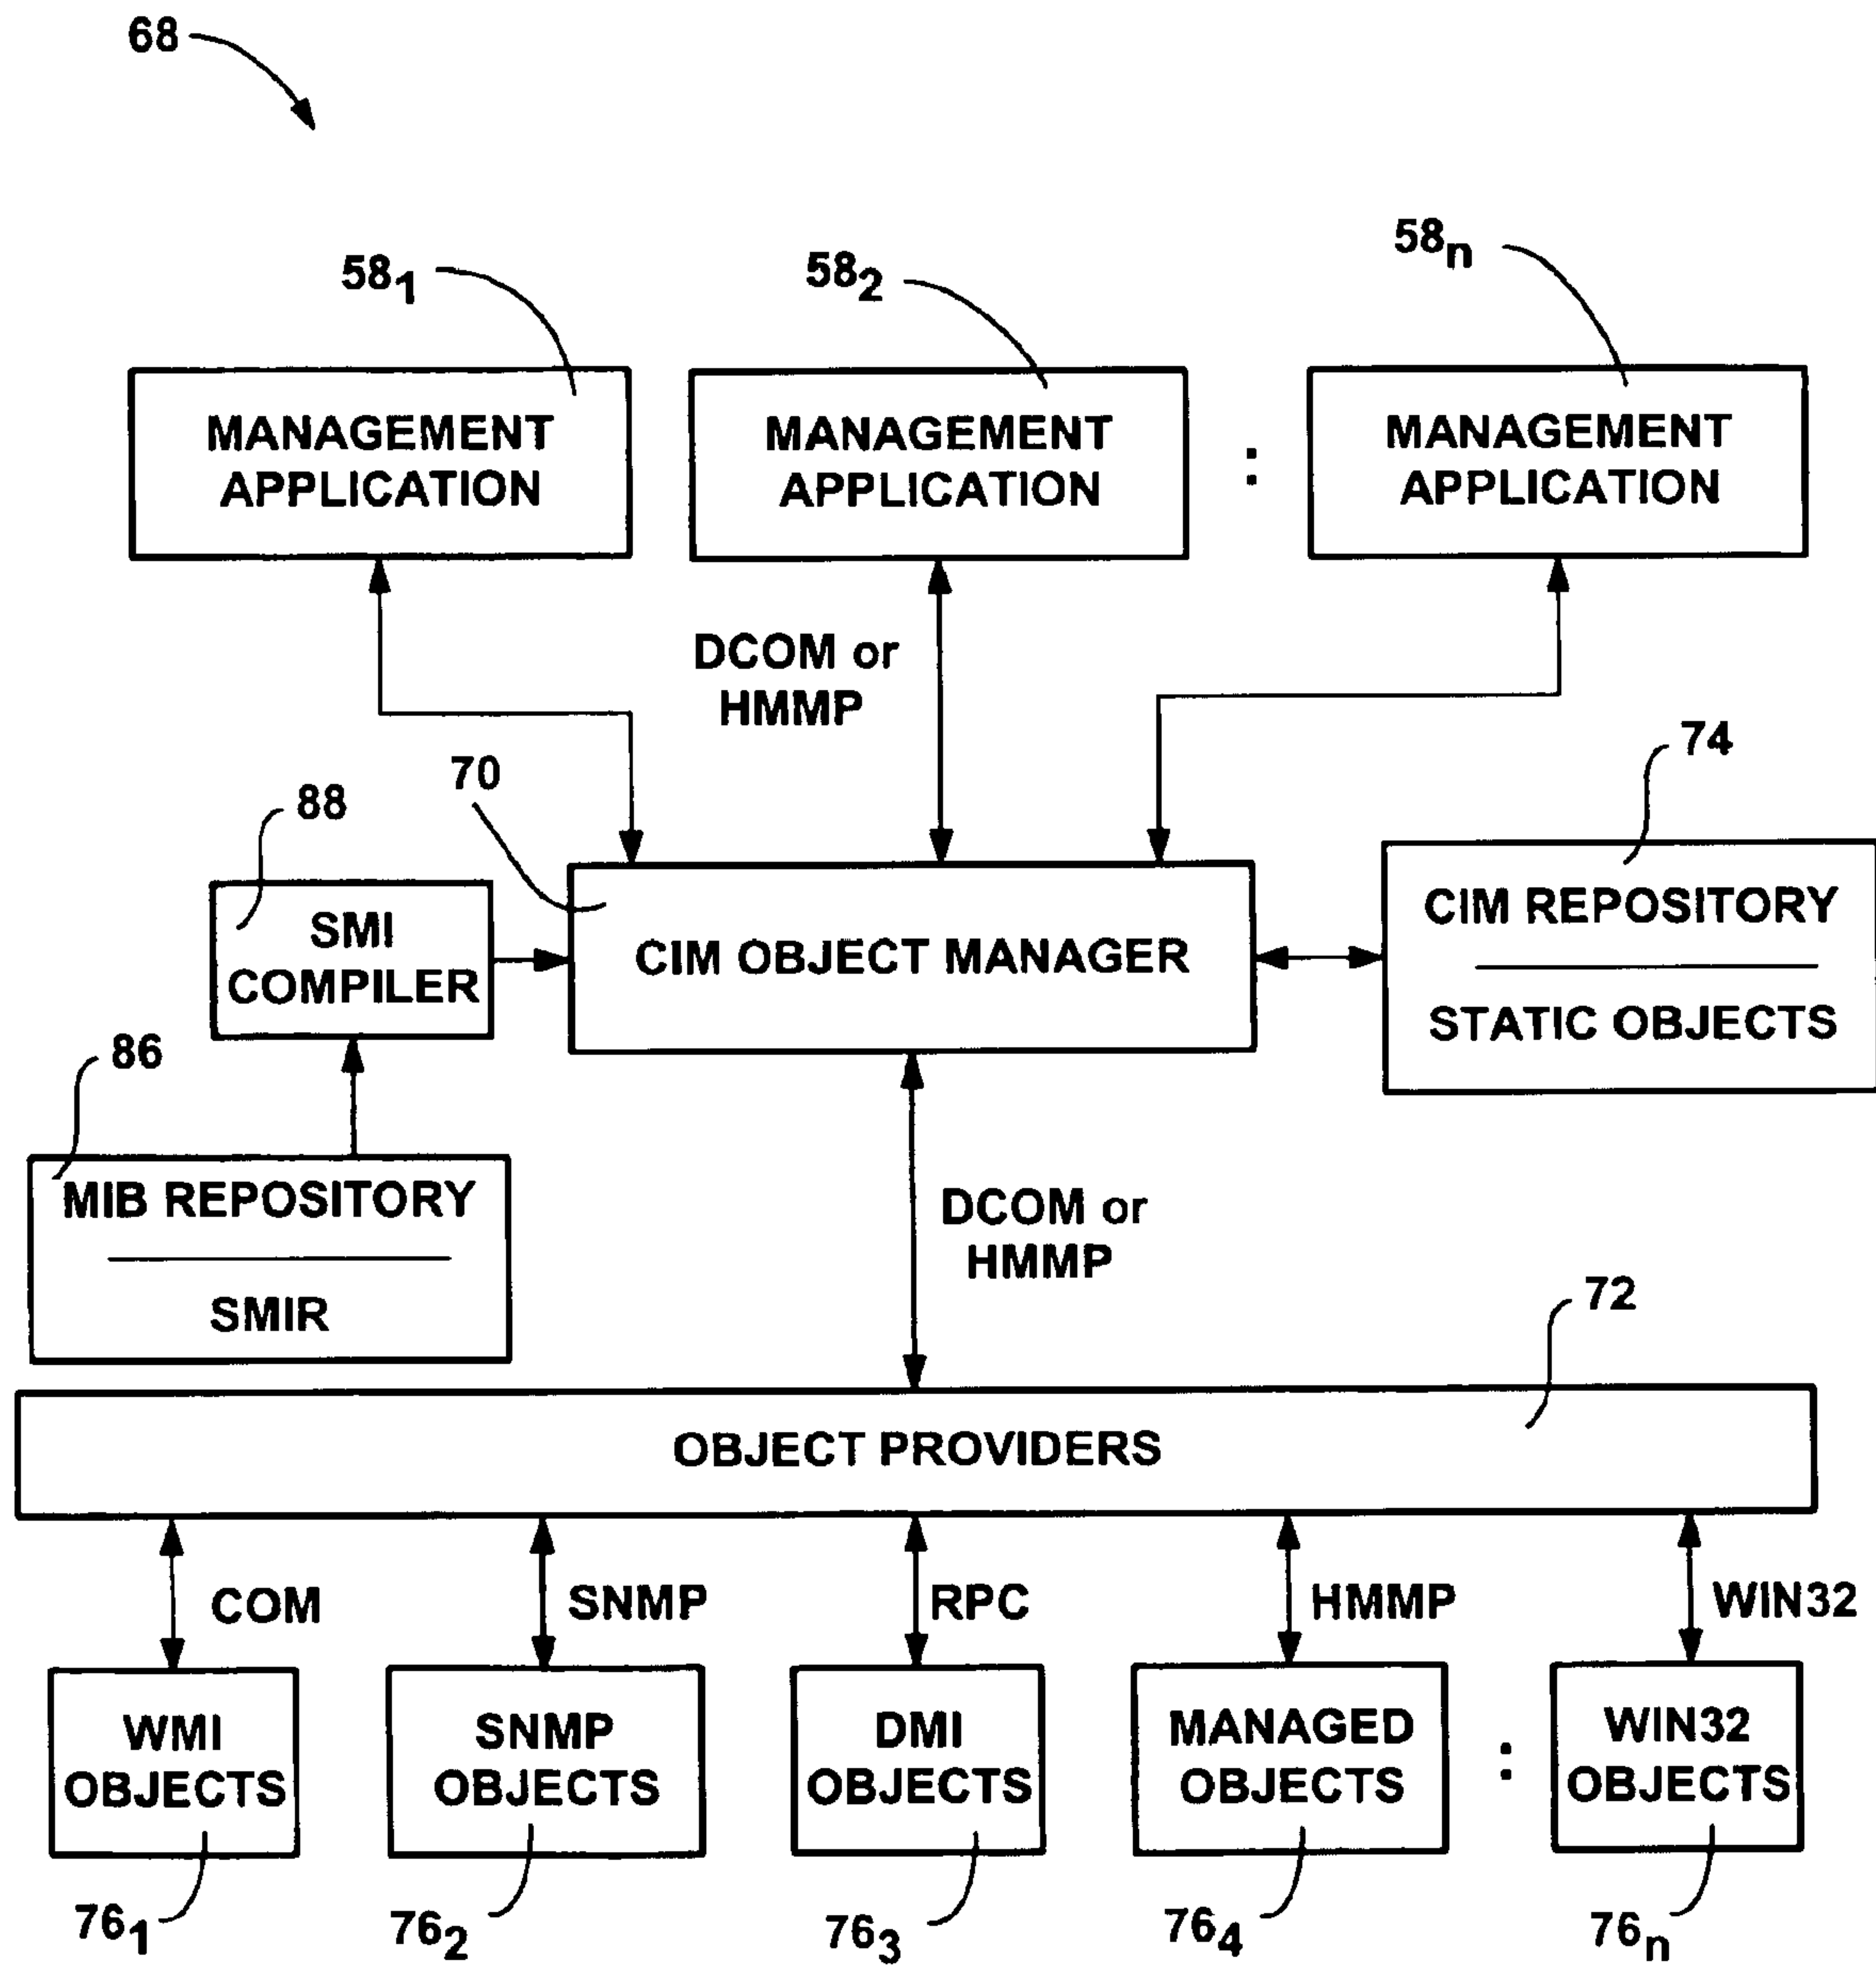 68
58₁
58₂
58ₙ
MANAGEMENT
APPLICATION
MANAGEMENT
APPLICATION
:
MANAGEMENT
APPLICATION
DCOM or
HMMP
74
70
88
SMI
COMPILER
CIM OBJECT MANAGER
CIM REPOSITORY
STATIC OBJECTS
86
MIB REPOSITORY
SMIR
DCOM or
HMMP
72
OBJECT PROVIDERS
COM
SNMP
RPC
HMMP
WIN32
WMI
OBJECTS
SNMP
OBJECTS
DMI
OBJECTS
MANAGED
OBJECTS
:
WIN32
OBJECTS
76₁
76₂
76₃
76₄
76ₙ